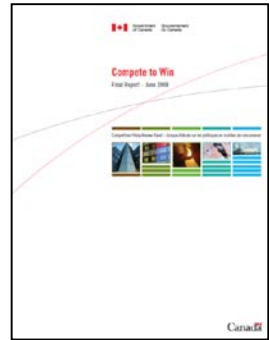 Government of Canada
Gouvernement du Canada
Compete to Win
Final Report – June 2008
Competition Policy Review Panel – Groupe d'étude sur les politiques en matière de concurrence
Canada